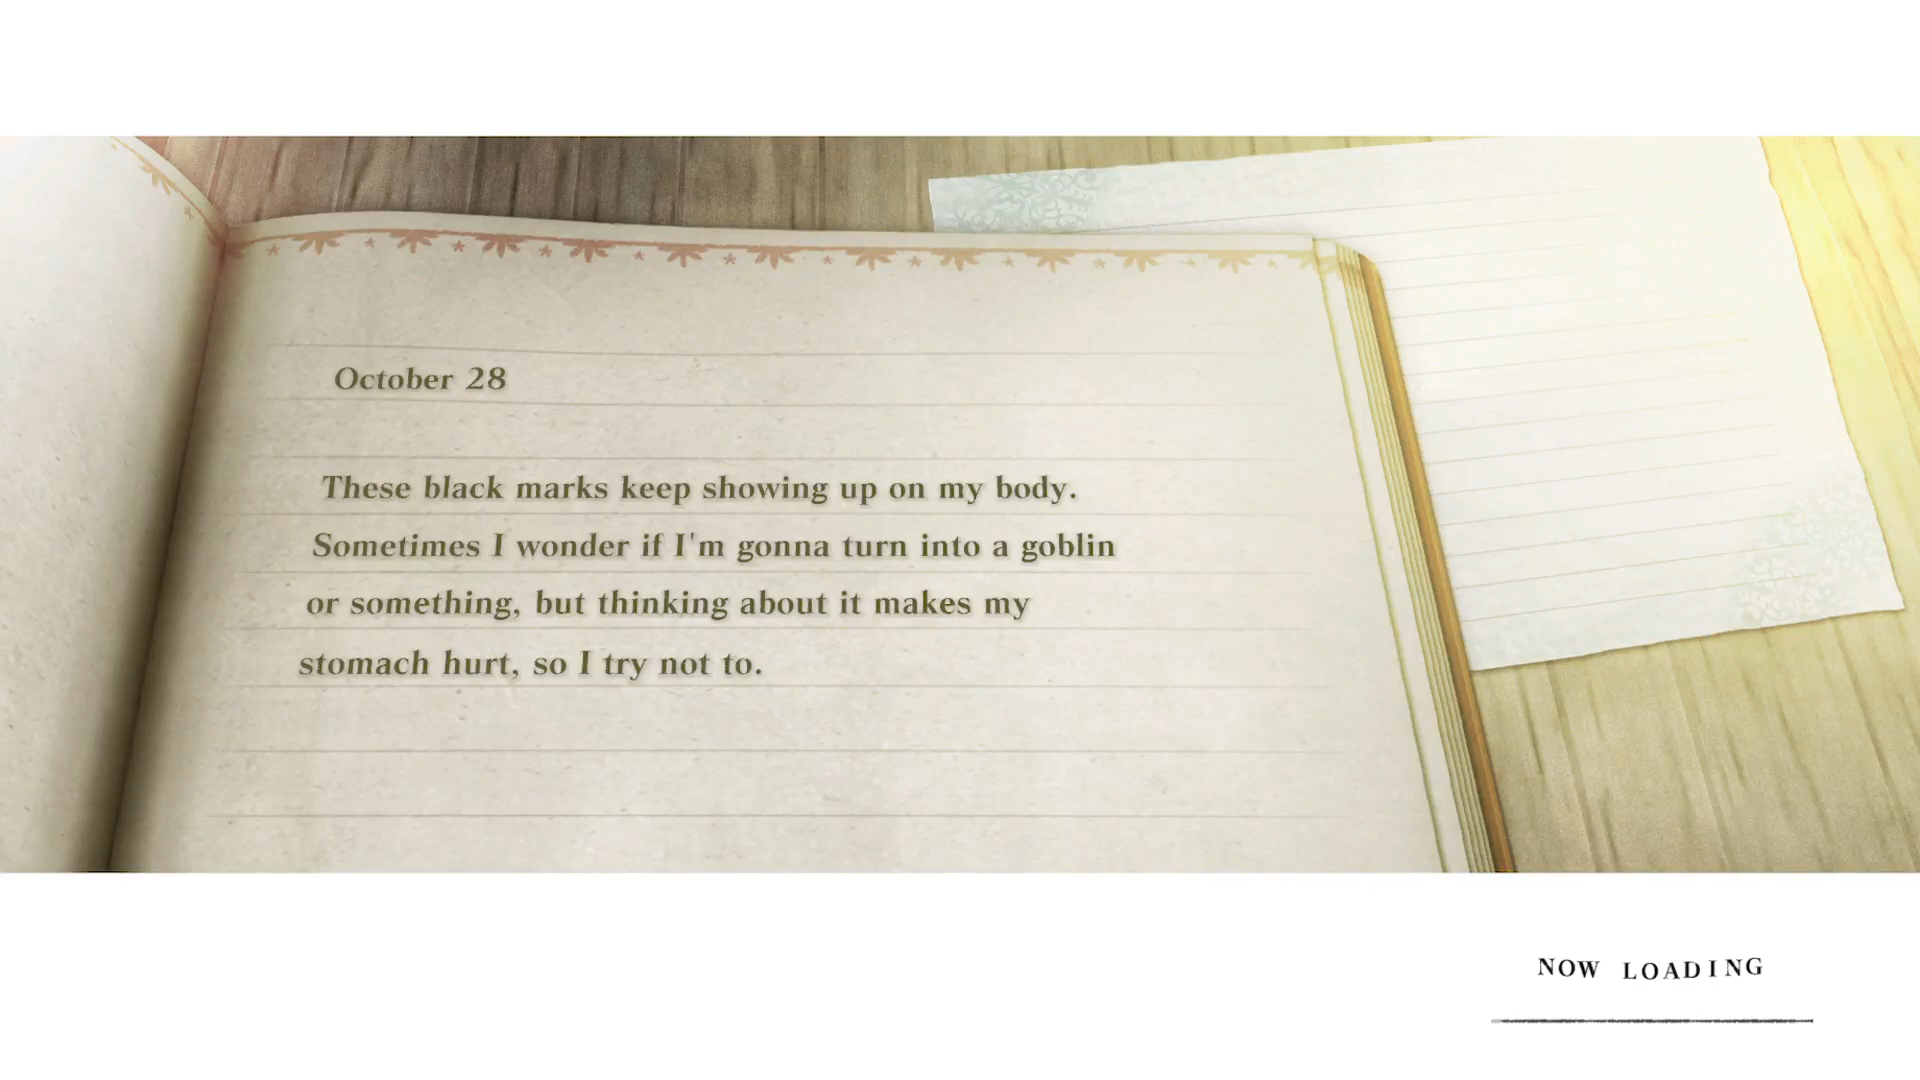 October 28
These black marks keep showing up on my body.
Sometimes I wonder if I'm gonna turn into a goblin
or something, but thinking about it makes my
stomach hurt, so I try not to.
NOW LOADING